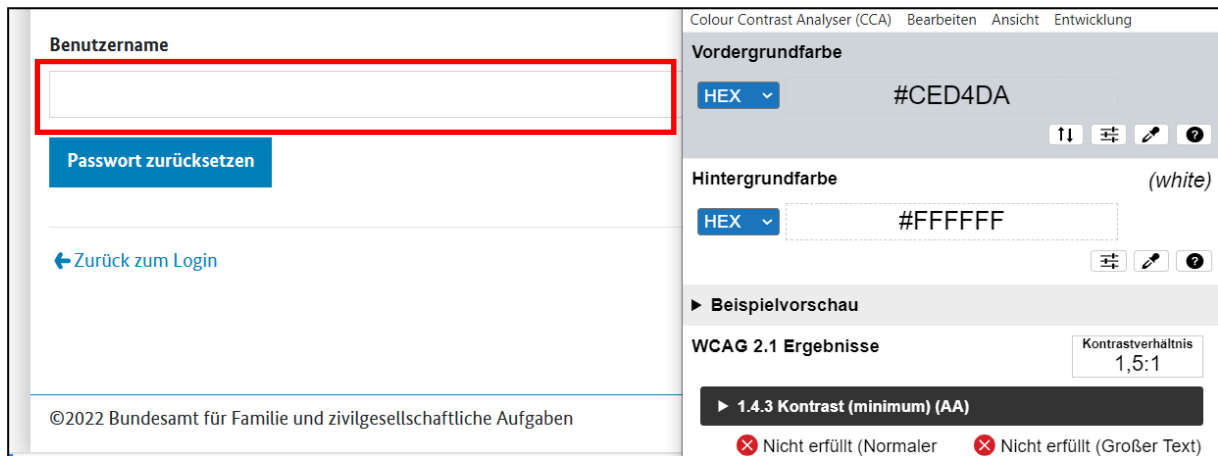 Benutzername
Passwort zurücksetzen
Zurück zum Login
©2022 Bundesamt für Familie und zivilgesellschaftliche Aufgaben
Colour Contrast Analyser (CCA) Bearbeiten Ansicht Entwicklung
Vordergrundfarbe
HEX #CED4DA
Hintergrundfarbe (white)
HEX #FFFFFF
Beispielvorschau
WCAG 2.1 Ergebnisse
Kontrastverhältnis
1,5:1
1.4.3 Kontrast (minimum) (AA)
Nicht erfüllt (Normaler Nicht erfüllt (Großer Text)